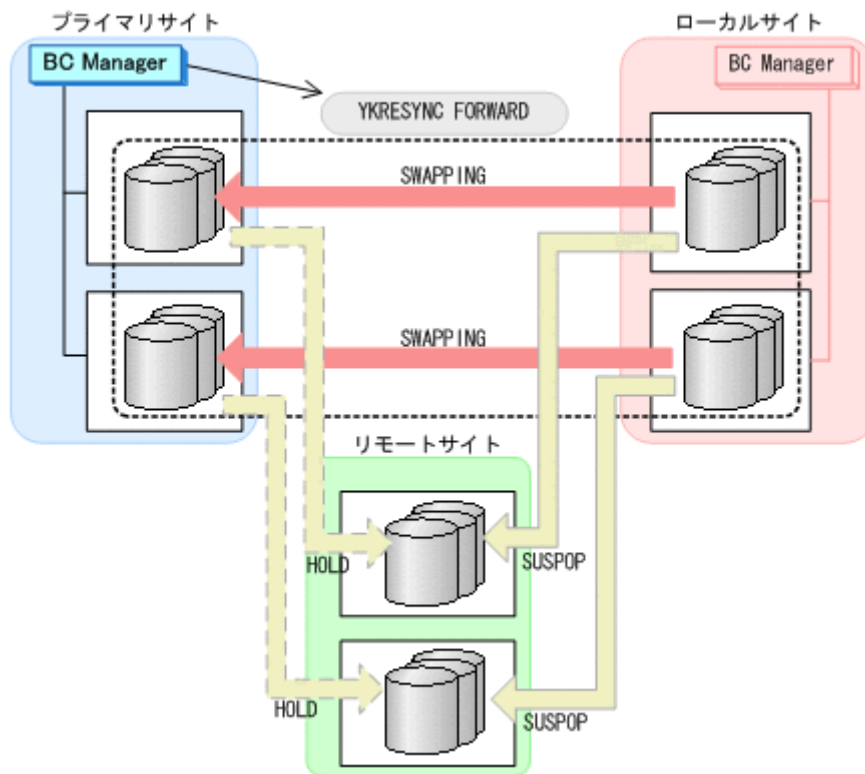 プライマリサイト
ローカルサイト
BC Manager
BC Manager
YKRESYNC FORWARD
SWAPPING
SWAPPING
リモートサイト
HOLD
SUSPOP
HOLD
SUSPOP